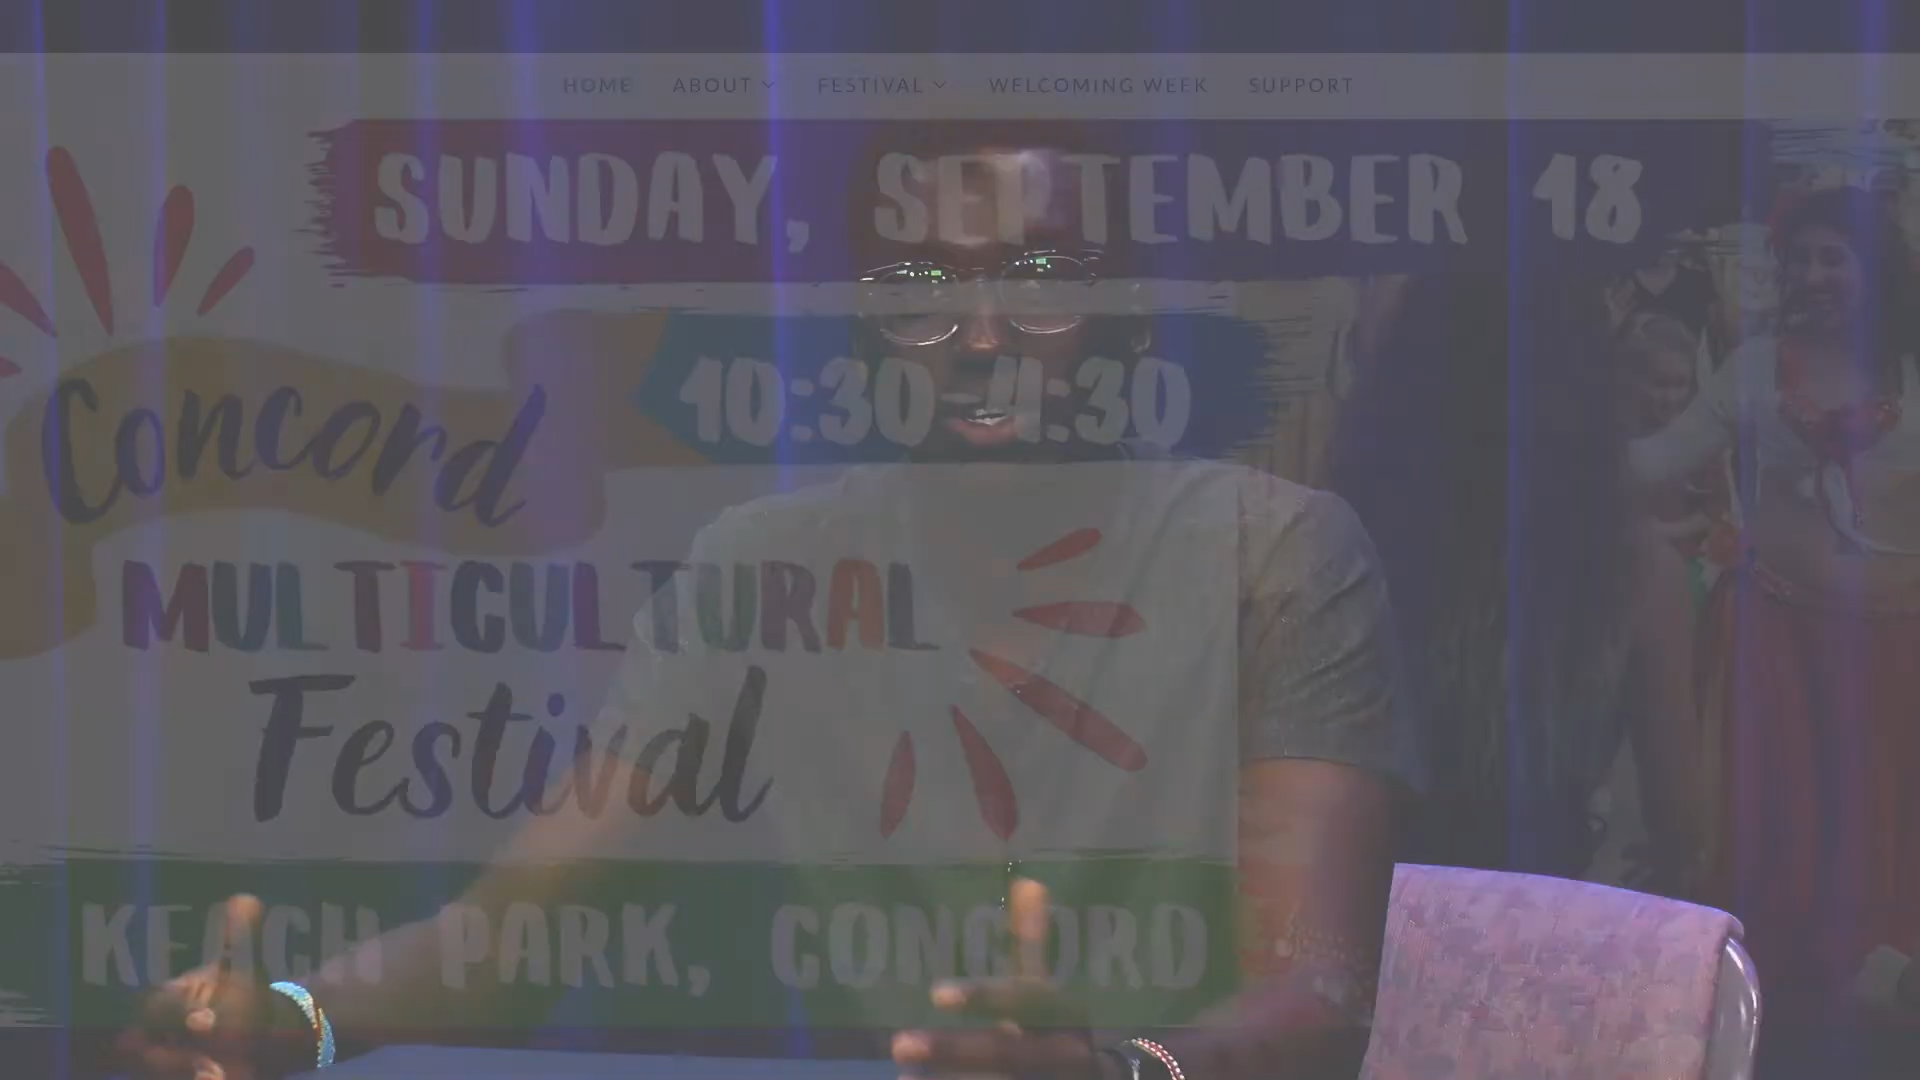 HOME ABOUT FESTIVAL WELCOMING WEEK SUPPORT
SUNDAY, SEPTEMBER 18
10:30-4:30
Concord
MULTICULTURAL
Festival
KEACH PARK, CONCORD